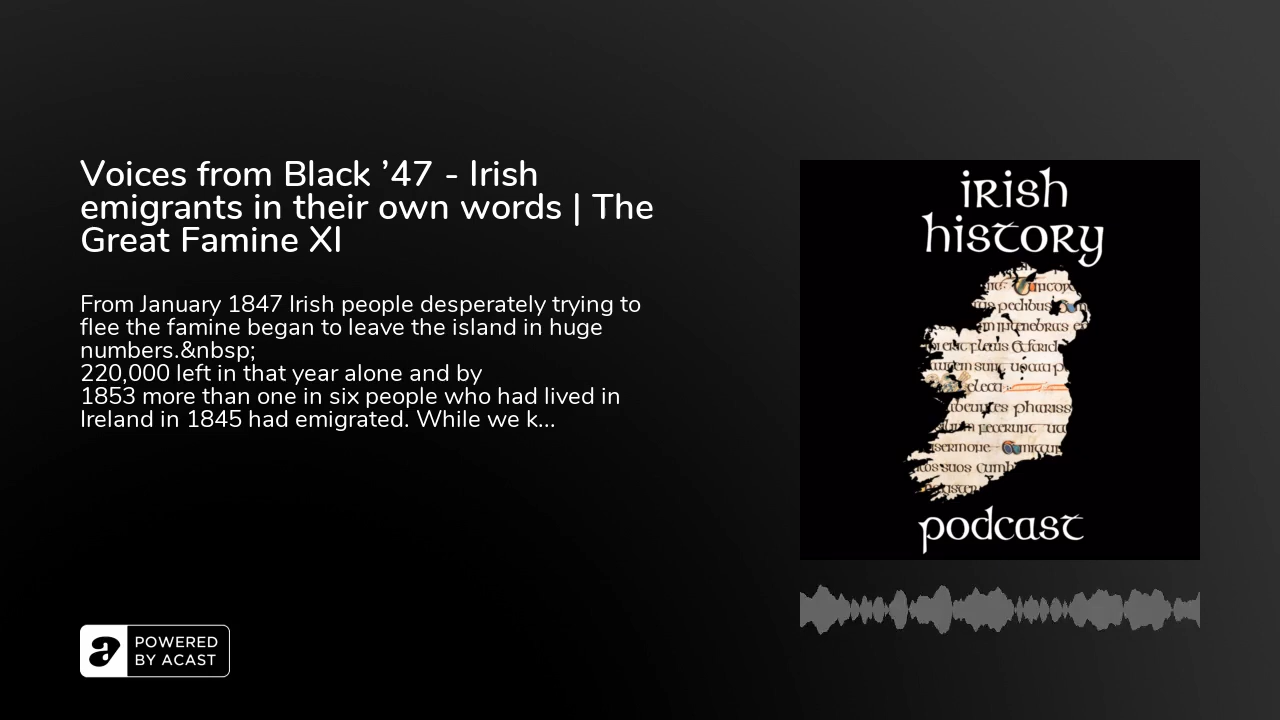 Voices from Black ’47 - Irish
emigrants in their own words | The
Great Famine XI
From January 1847 Irish people desperately trying to
flee the famine began to leave the island in huge
numbers.&nbsp;
220,000 left in that year alone and by
1853 more than one in six people who had lived in
Ireland in 1845 had emigrated. While we k...
POWERED
BY ACAST
irish
history
podcast